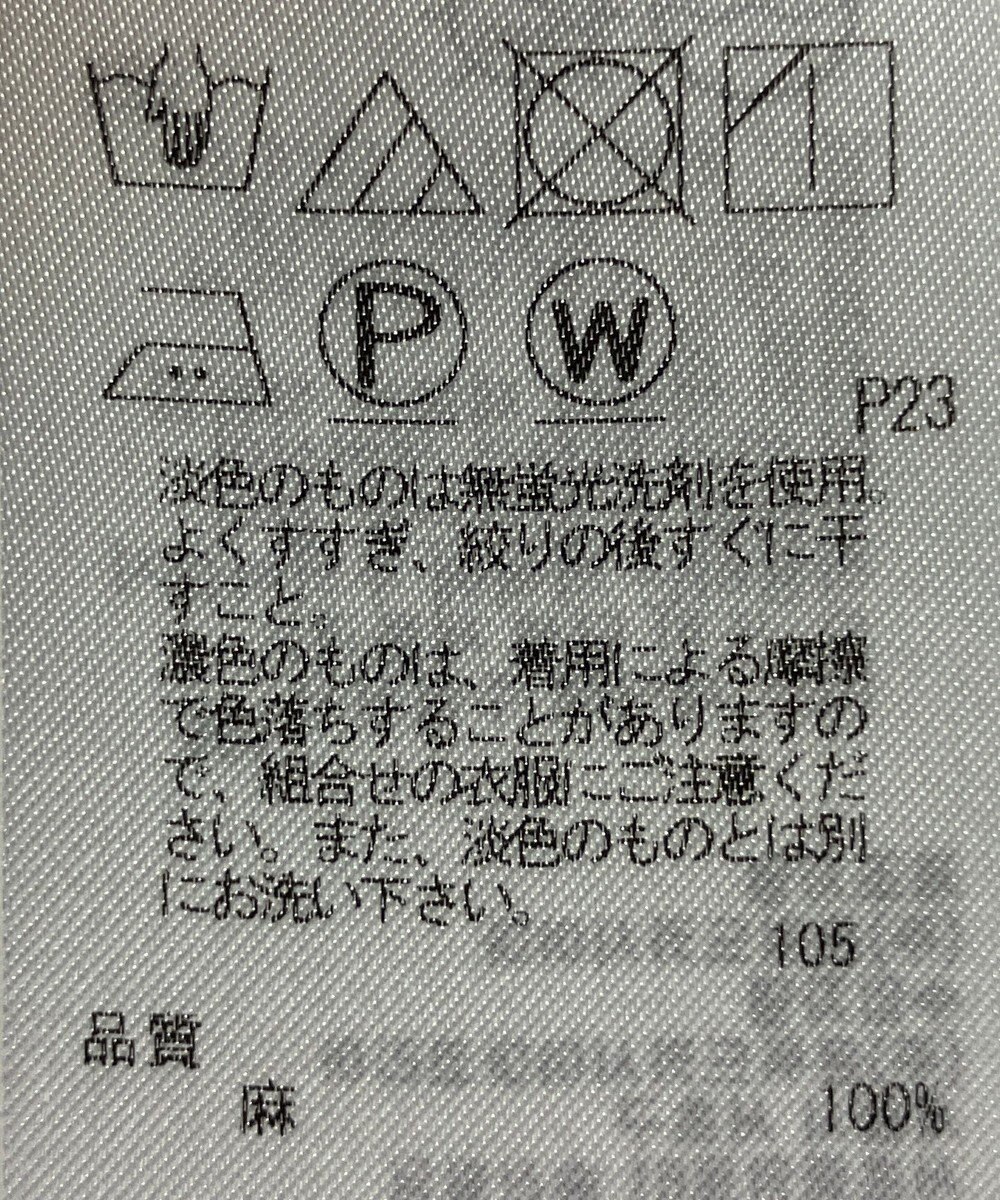 P
W
P23
淡色のものは無蛍光洗剤を使用。
よくすすぎ、絞りの後すぐに干
すこと。
濃色のものは、着用による摩擦
で色落ちすることがありますの
で、組合せの衣服にご注意くだ
さい。また、淡色のものとは別
にお洗い下さい。
105
品質
麻 100%